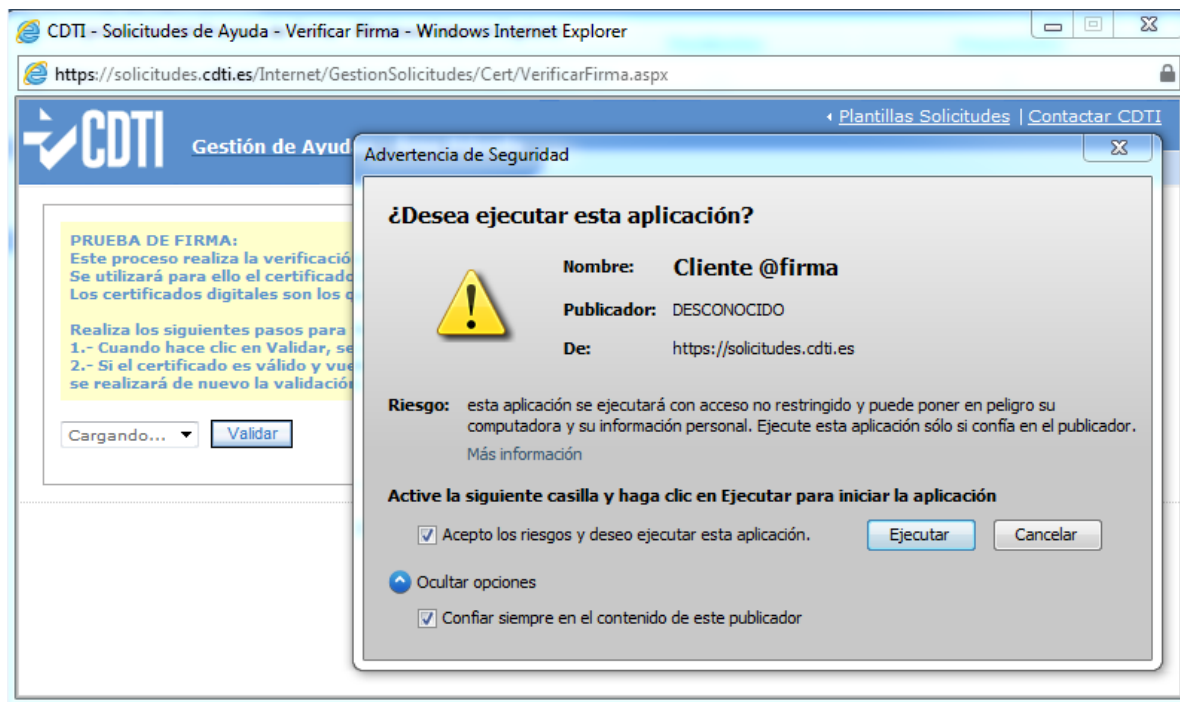 CDTI - Solicitudes de Ayuda - Verificar Firma - Windows Internet Explorer
https://solicitudes.cdti.es/Internet/GestionSolicitudes/Cert/VerificarFirma.aspx
CDTI
Plantillas Solicitudes | Contactar CDTI
Gestión de Ayud
PRUEBA DE FIRMA:
Este proceso realiza la verificació
Se utilizará para ello el certificado
Los certificados digitales son los
Realiza los siguientes pasos para
1.- Cuando hace clic en Validar, se
2.- Si el certificado es válido y vue
se realizará de nuevo la validación
Cargando...
Validar
Advertencia de Seguridad
¿Desea ejecutar esta aplicación?
Nombre: Cliente @firma
Publicador: DESCONOCIDO
De: https://solicitudes.cdti.es
Riesgo: esta aplicación se ejecutará con acceso no restringido y puede poner en peligro su
computadora y su información personal. Ejecute esta aplicación sólo si confía en el publicador.
Más información
Active la siguiente casilla y haga clic en Ejecutar para iniciar la aplicación
Acepto los riesgos y deseo ejecutar esta aplicación.
Ejecutar
Cancelar
Ocultar opciones
Confiar siempre en el contenido de este publicador